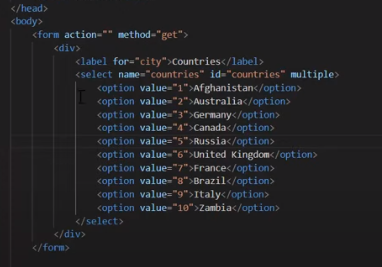 </head>
<body>
<form action="" method="get">
<div>
<label for="city">Countries</label>
<select name="countries" id="countries" multiple>
<option value="1">Afghanistan</option>
<option value="2">Australia</option>
<option value="3">Germany</option>
<option value="4">Canada</option>
<option value="5">Russia</option>
<option value="6">United Kingdom</option>
<option value="7">France</option>
<option value="8">Brazil</option>
<option value="9">Italy</option>
<option value="10">Zambia</option>
</select>
</div>
</form>